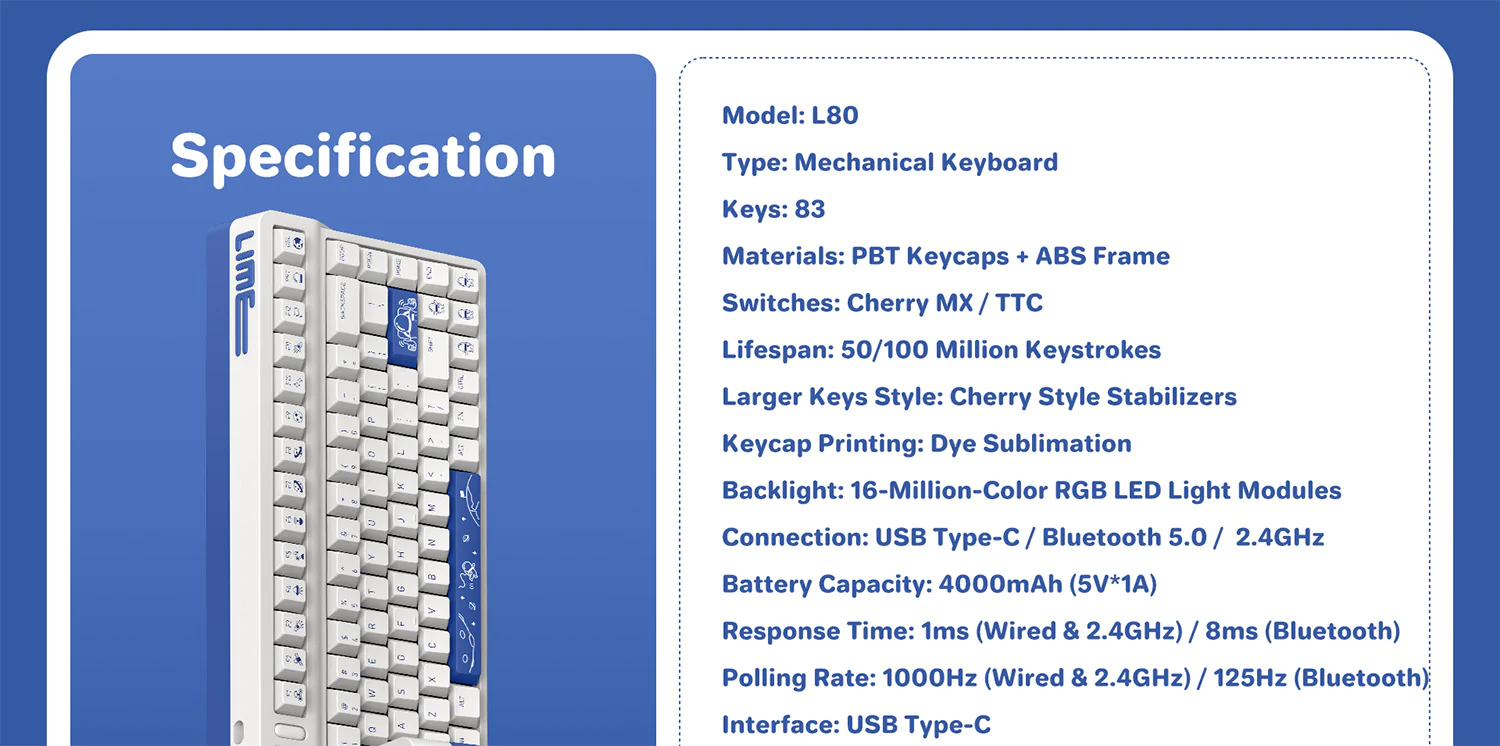 Specification
LIME
Model: L80
Type: Mechanical Keyboard
Keys: 83
Materials: PBT Keycaps + ABS Frame
Switches: Cherry MX / TTC
Lifespan: 50/100 Million Keystrokes
Larger Keys Style: Cherry Style Stabilizers
Keycap Printing: Dye Sublimation
Backlight: 16-Million-Color RGB LED Light Modules
Connection: USB Type-C / Bluetooth 5.0 / 2.4GHz
Battery Capacity: 4000mAh (5V*1A)
Response Time: 1ms (Wired & 2.4GHz) / 8ms (Bluetooth)
Polling Rate: 1000Hz (Wired & 2.4GHz) / 125Hz (Bluetooth)
Interface: USB Type-C